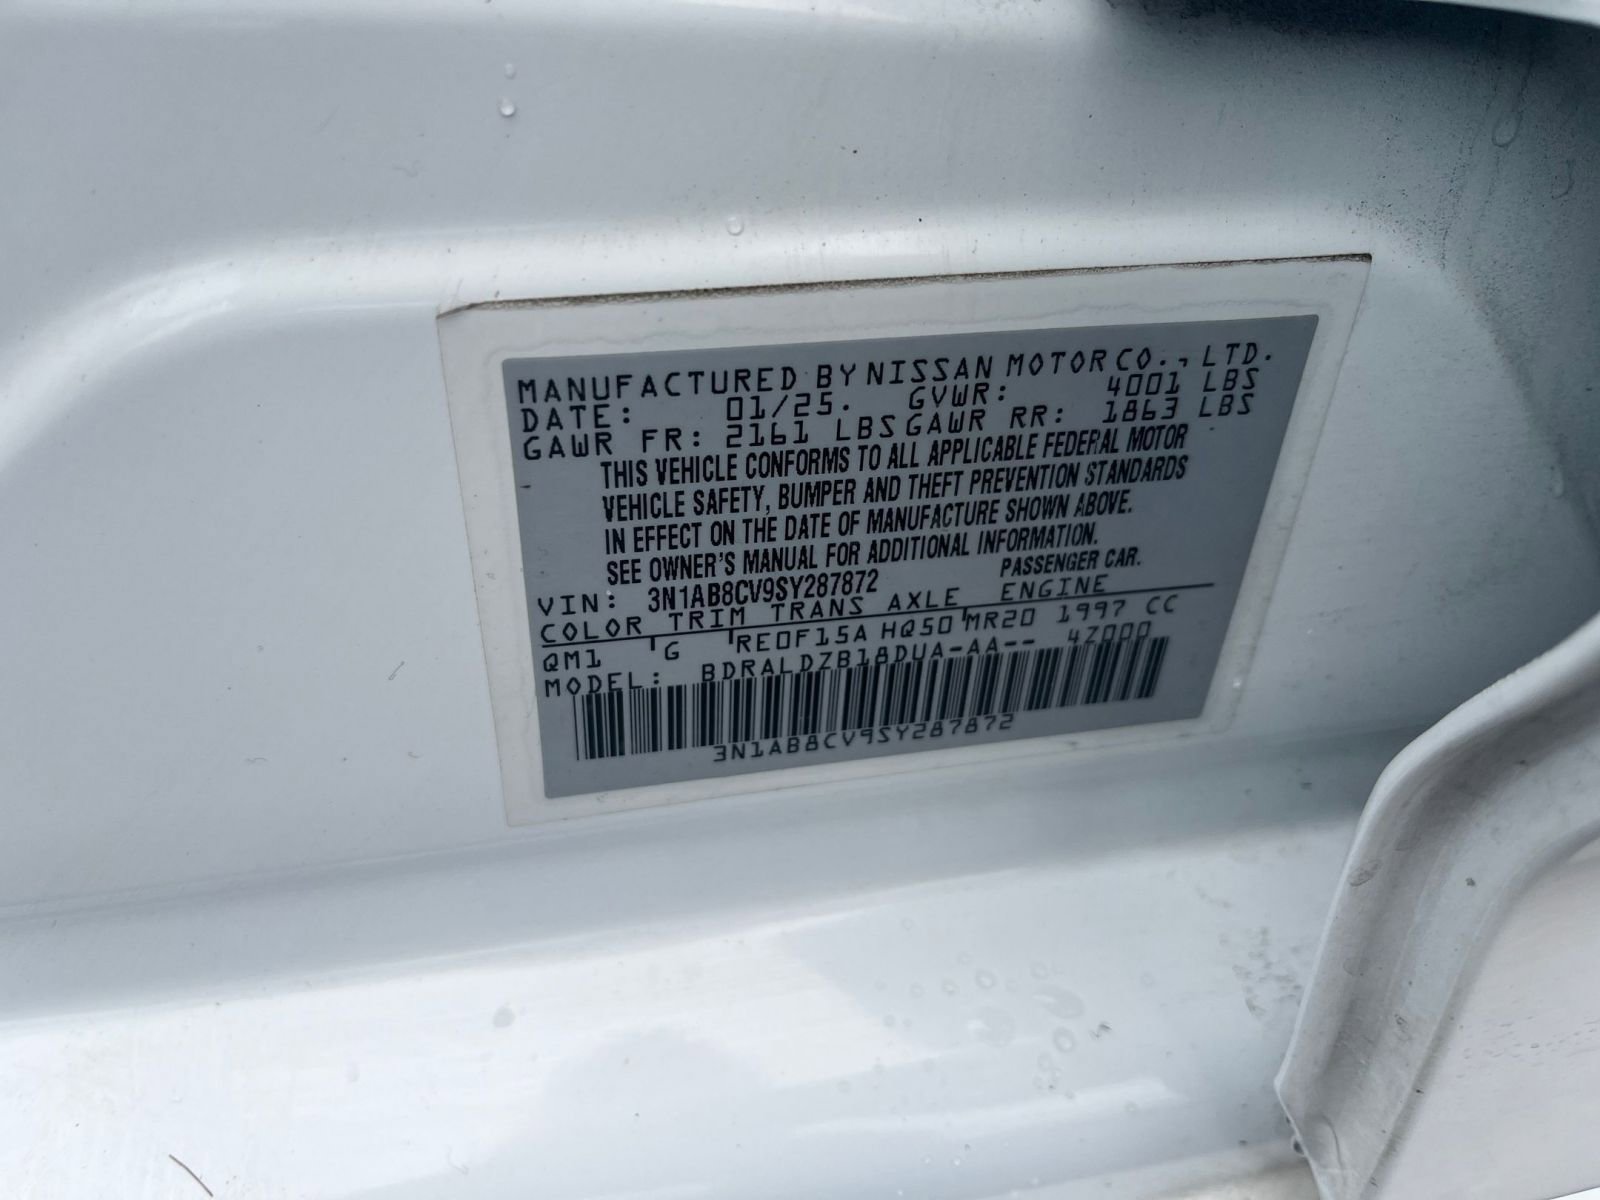 MANUFACTURED BY NISSAN MOTOR CO., LTD.
DATE: 01/25. GVWR: 4001 LBS
GAWR FR: 2161 LBS GAWR RR: 1863 LBS
THIS VEHICLE CONFORMS TO ALL APPLICABLE FEDERAL MOTOR
VEHICLE SAFETY, BUMPER AND THEFT PREVENTION STANDARDS
IN EFFECT ON THE DATE OF MANUFACTURE SHOWN ABOVE.
SEE OWNER'S MANUAL FOR ADDITIONAL INFORMATION.
VIN: 3N1AB8CV9SY287872 PASSENGER CAR.
COLOR TRIM TRANS AXLE ENGINE
QM1 G RE0F15A HQ50 MR20 1997 CC
MODEL: BDRALDZB18DUA-AA-- 4Z000
3N1AB8CV9SY287872